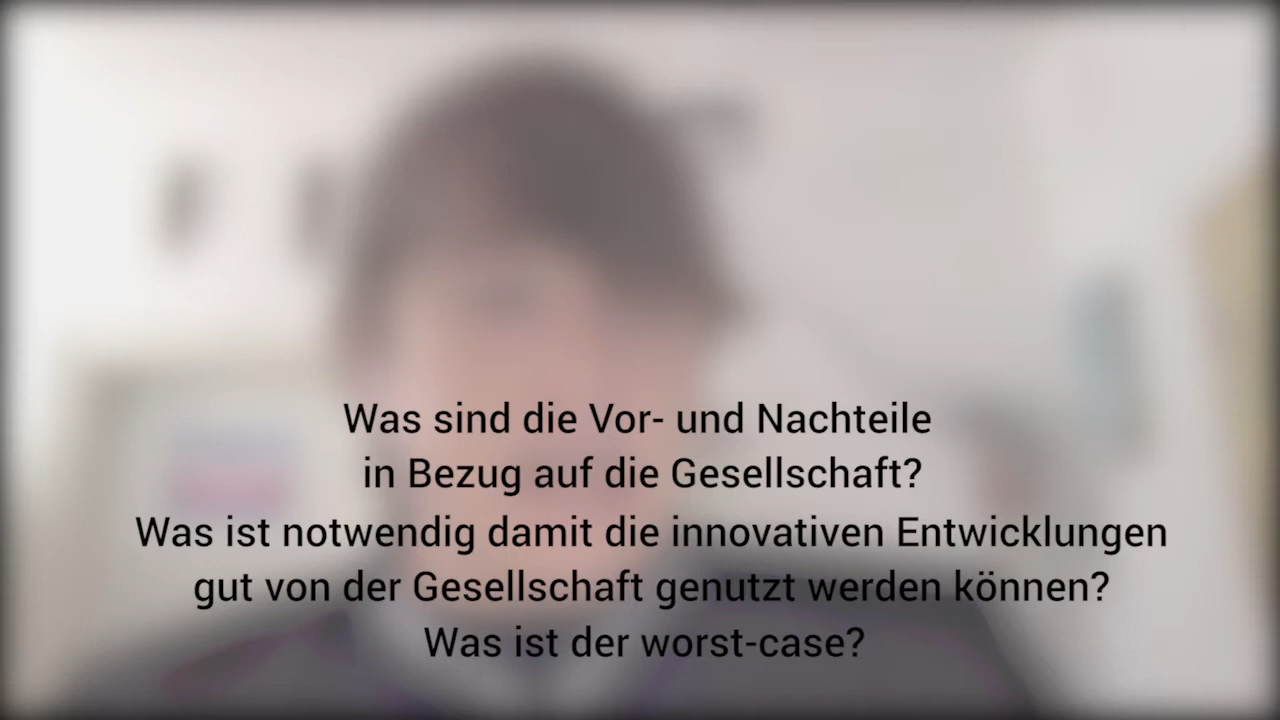 Was sind die Vor- und Nachteile
in Bezug auf die Gesellschaft?
Was ist notwendig damit die innovativen Entwicklungen
gut von der Gesellschaft genutzt werden können?
Was ist der worst-case?